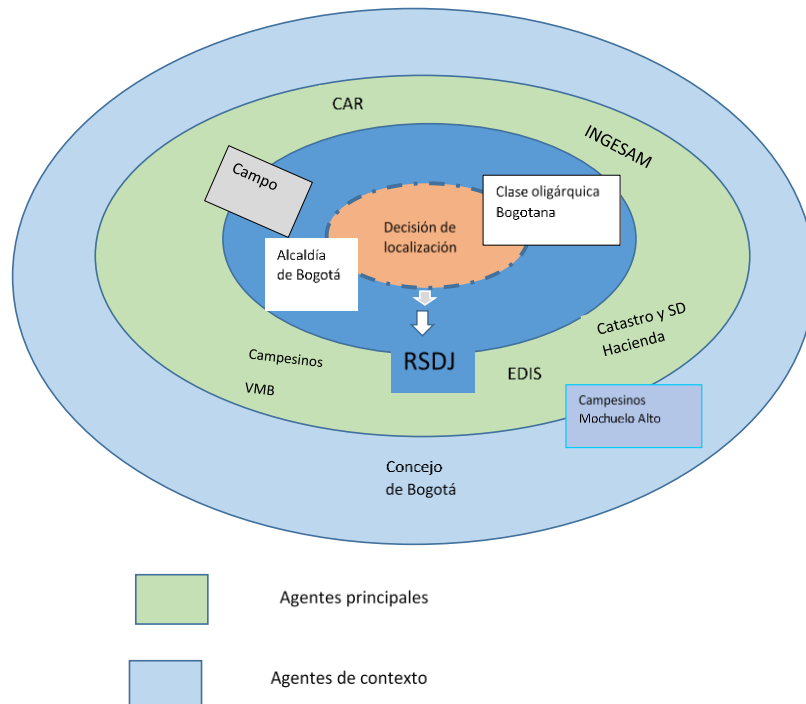 CAR
INGESAM
Campo
Clase oligárquica
Bogotana
Decisión de
localización
Alcaldía
de Bogotá
Catastro y SD
Hacienda
Campesinos
VMB
RSDJ
EDIS
Campesinos
Mochuelo Alto
Concejo
de Bogotá
Agentes principales
Agentes de contexto